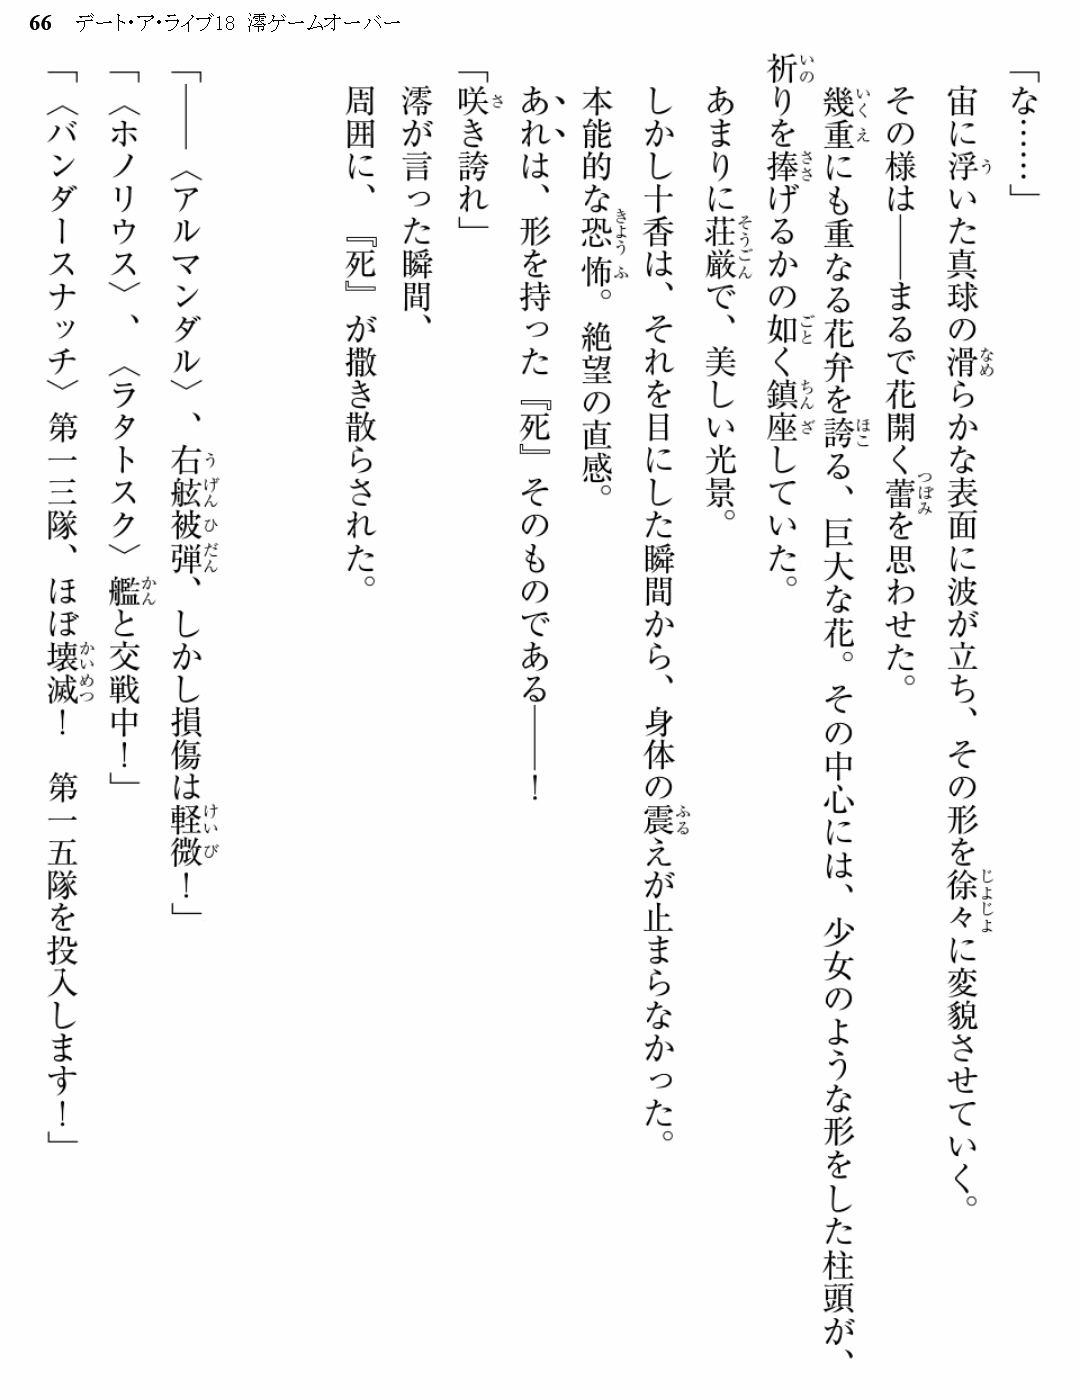 66 デート・ア・ライブ18 澪ゲームオーバー
「な……」
宙に浮いた真球の滑らかな表面に波が立ち、その形を徐々に変貌させていく。
その様は――まるで花開く蕾を思わせた。
幾重にも重なる花弁を誇る、巨大な花。その中心には、少女のような形をした柱頭が、
祈りを捧げるかの如く鎮座していた。
あまりに荘厳で、美しい光景。
しかし十香は、それを目にした瞬間から、身体の震えが止まらなかった。
本能的な恐怖。絶望の直感。
あれは、形を持った『死』そのものである――！
「咲き誇れ」
澪が言った瞬間、
周囲に、『死』が撒き散らされた。
「――〈アルマンダル〉、右舷被弾、しかし損傷は軽微！」
「〈ホノリウス〉、〈ラタトスク〉艦と交戦中！」
「〈バンダースナッチ〉第一三隊、ほぼ壊滅！　第一五隊を投入します！」